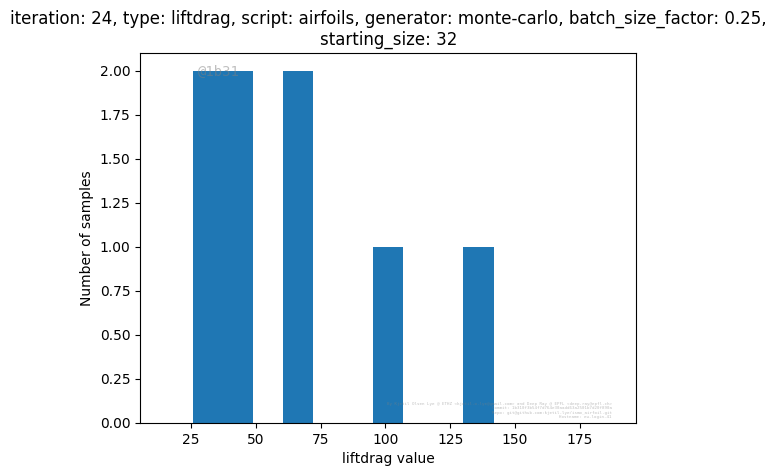 iteration: 24, type: liftdrag, script: airfoils, generator: monte-carlo, batch_size_factor: 0.25,
starting_size: 32
@1b31
2.00
1.75
1.50
1.25
1.00
0.75
0.50
0.25
0.00
Number of samples
25 50 75 100 125 150 175
liftdrag value